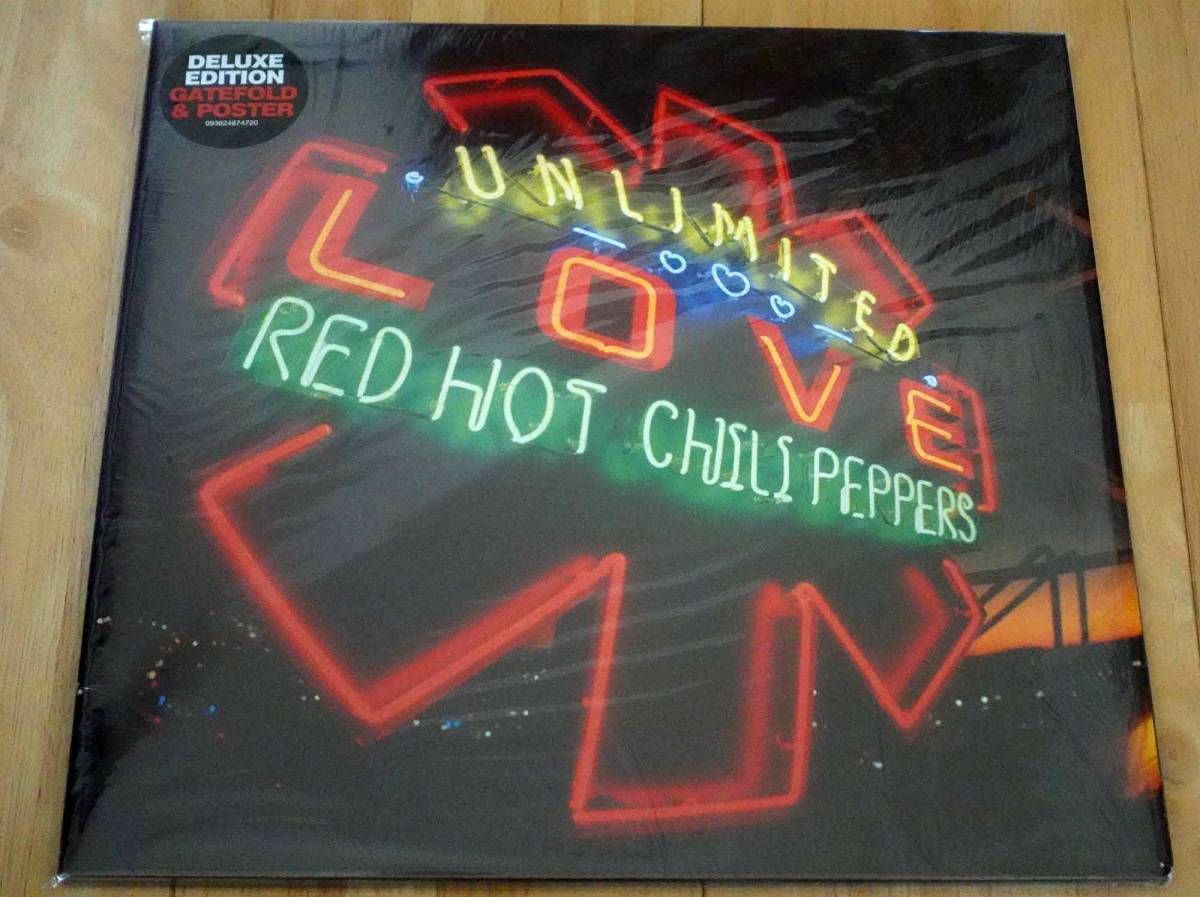 DELUXE
EDITION
GATEFOLD
& POSTER
093624874720
UNLIMITED
LOVE
RED HOT CHILI PEPPERS